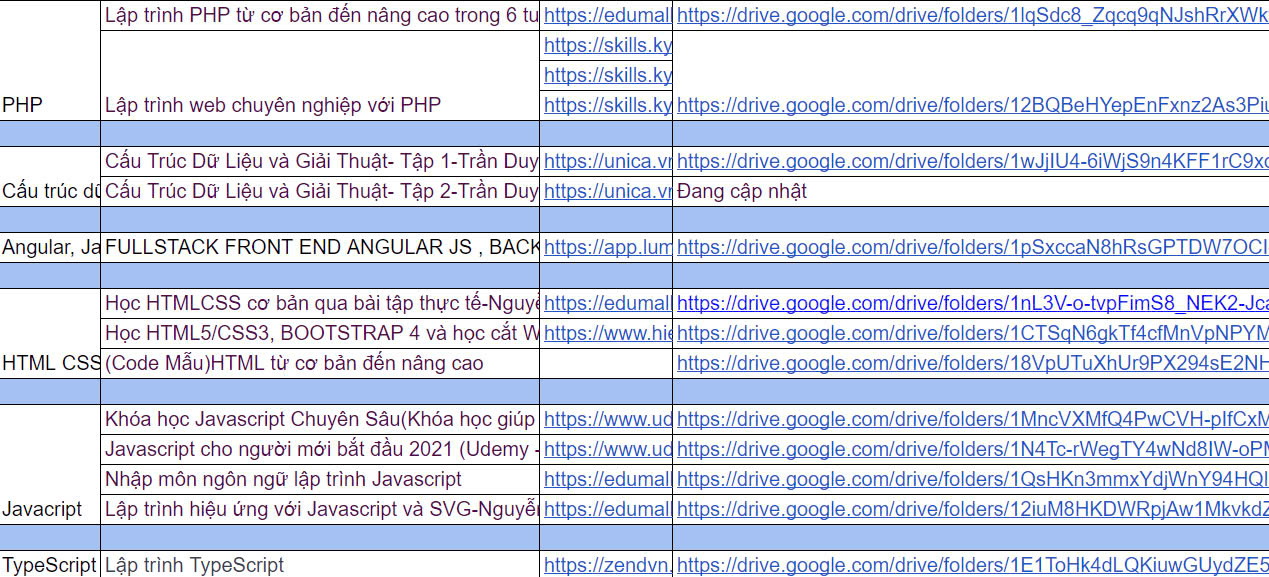 Lập trình PHP từ cơ bản đến nâng cao trong 6 tu https://edumall https://drive.google.com/drive/folders/1lqSdc8_Zqcq9qNJshRrXWk
https://skills.ky
https://skills.ky
PHP Lập trình web chuyên nghiệp với PHP https://skills.ky https://drive.google.com/drive/folders/12BQBeHYepEnFxnz2As3Piu
Cấu Trúc Dữ Liệu và Giải Thuật- Tập 1-Trần Duy https://unica.vn https://drive.google.com/drive/folders/1wJjIU4-6iWjS9n4KFF1rC9xc
Cấu trúc dữ Cấu Trúc Dữ Liệu và Giải Thuật- Tập 2-Trần Duy https://unica.vn Đang cập nhật
Angular, Ja FULLSTACK FRONT END ANGULAR JS , BACK https://app.lum https://drive.google.com/drive/folders/1pSxccaN8hRsGPTDW7OCI
Học HTMLCSS cơ bản qua bài tập thực tế-Nguyễ https://edumall https://drive.google.com/drive/folders/1nL3V-o-tvpFimS8_NEK2-Jca
Học HTML5/CSS3, BOOTSTRAP 4 và học cắt W https://www.hie https://drive.google.com/drive/folders/1CTSqN6gkTf4cfMnVpNPYM
HTML CSS (Code Mẫu)HTML từ cơ bản đến nâng cao https://drive.google.com/drive/folders/18VpUTuXhUr9PX294sE2NH
Khóa học Javascript Chuyên Sâu(Khóa học giúp https://www.ud https://drive.google.com/drive/folders/1MncVXMfQ4PwCVH-pIfCxM
Javascript cho người mới bắt đầu 2021 (Udemy - https://www.ud https://drive.google.com/drive/folders/1N4Tc-rWegTY4wNd8IW-oPM
Nhập môn ngôn ngữ lập trình Javascript https://edumall https://drive.google.com/drive/folders/1QsHKn3mmxYdjWnY94HQI
Javacript Lập trình hiệu ứng với Javascript và SVG-Nguyễn https://edumall https://drive.google.com/drive/folders/12iuM8HKDWRpjAw1MkvkdZ
TypeScript Lập trình TypeScript https://zendvn. https://drive.google.com/drive/folders/1E1ToHk4dLQKiuwGUydZE5